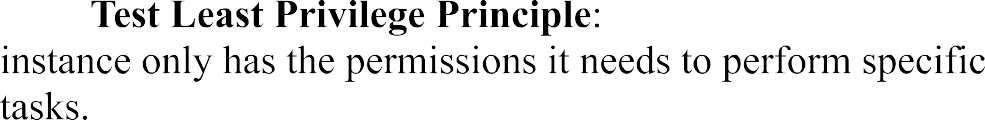 Test Least Privilege Principle:
instance only has the permissions it needs to perform specific
tasks.